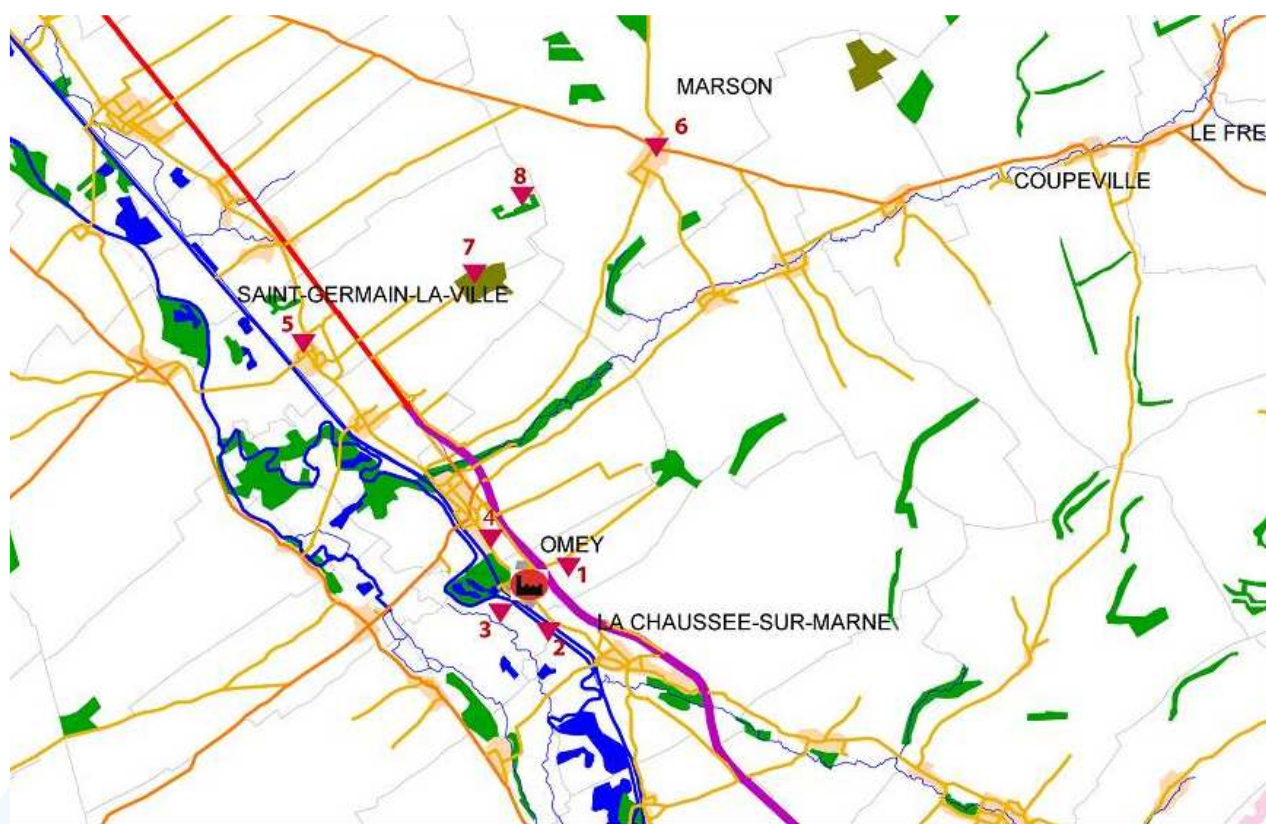 MARSON
6
LE FRE
COUPEVILLE
8
7
SAINT-GERMAIN-LA-VILLE
5
4
OMEY
1
3
2
LA CHAUSSEE-SUR-MARNE